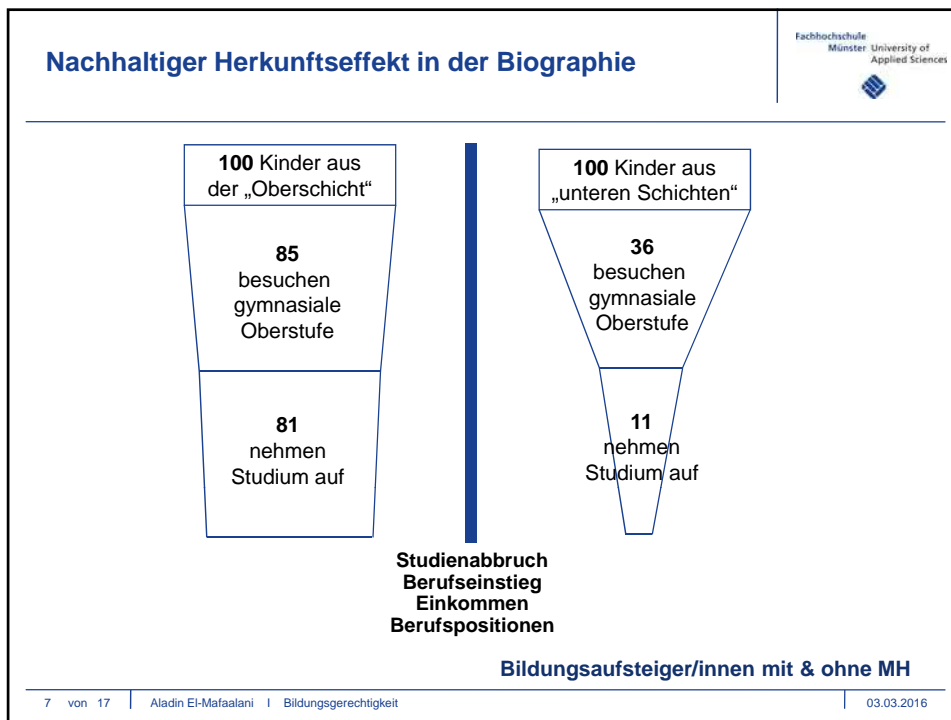 Nachhaltiger Herkunftseffekt in der Biographie
Fachhochschule
Münster University of
Applied Sciences
100 Kinder aus
der „Oberschicht“
85
besuchen
gymnasiale
Oberstufe
81
nehmen
Studium auf
100 Kinder aus
„unteren Schichten“
36
besuchen
gymnasiale
Oberstufe
11
nehmen
Studium auf
Studienabbruch
Berufseinstieg
Einkommen
Berufspositionen
Bildungsaufsteiger/innen mit & ohne MH
7 von 17 Aladin El-Mafaalani I Bildungsgerechtigkeit 03.03.2016